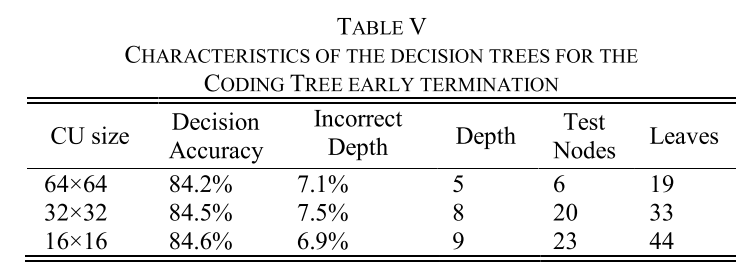 TABLE V
CHARACTERISTICS OF THE DECISION TREES FOR THE
CODING TREE EARLY TERMINATION
CU size Decision Accuracy Incorrect Depth Depth Test Nodes Leaves
64×64 84.2% 7.1% 5 6 19
32×32 84.5% 7.5% 8 20 33
16×16 84.6% 6.9% 9 23 44